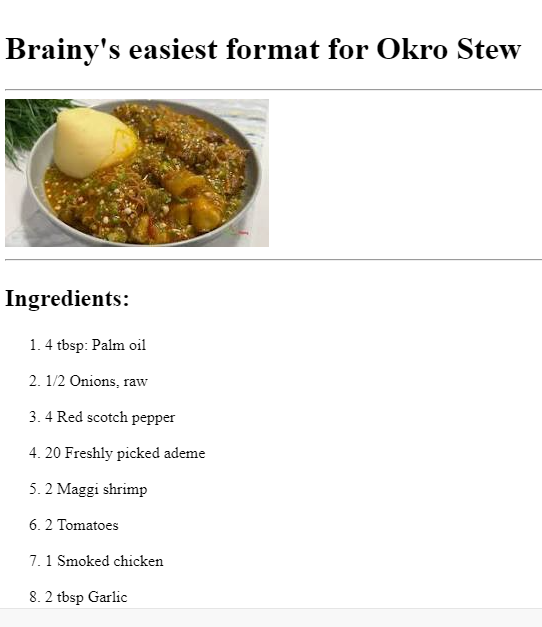 Brainy's easiest format for Okro Stew
Ingredients:
1. 4 tbsp: Palm oil
2. 1/2 Onions, raw
3. 4 Red scotch pepper
4. 20 Freshly picked ademe
5. 2 Maggi shrimp
6. 2 Tomatoes
7. 1 Smoked chicken
8. 2 tbsp Garlic